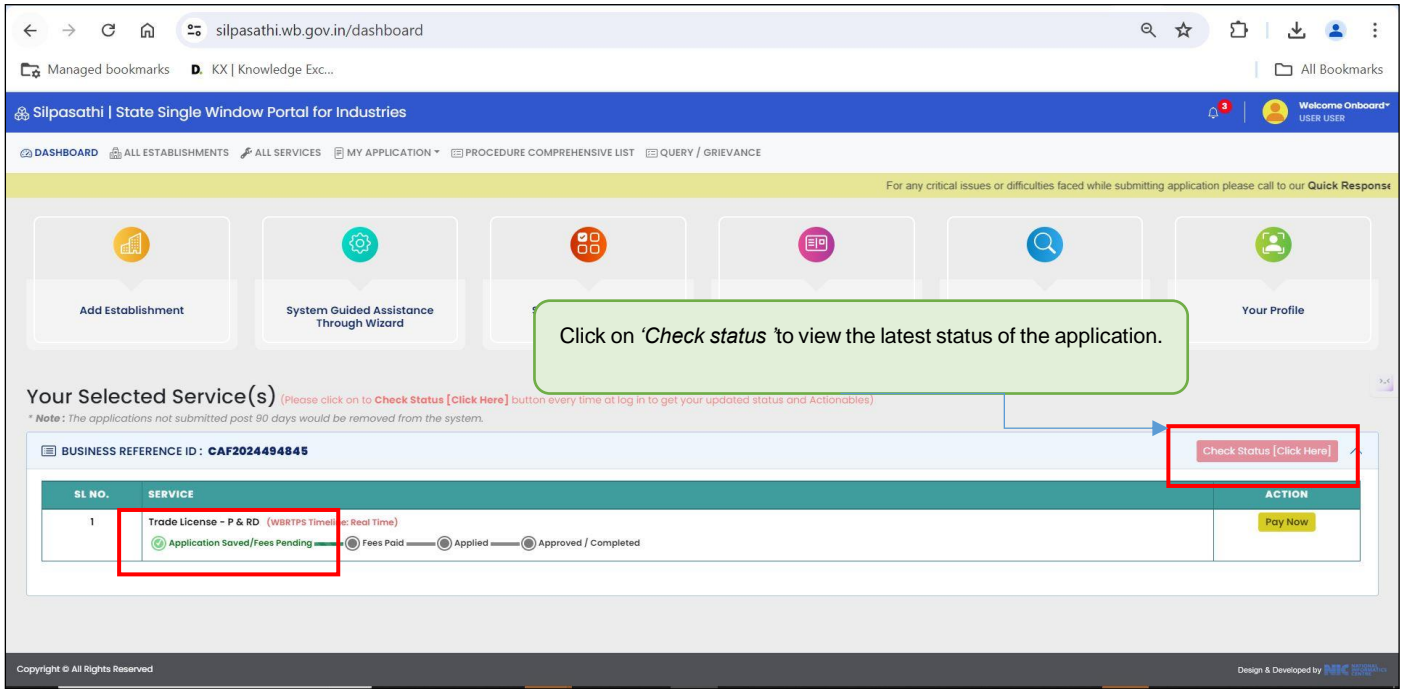 silpasathi.wb.gov.in/dashboard
Managed bookmarks D. KX | Knowledge Exc... All Bookmarks
Silpasathi | State Single Window Portal for Industries 3 Welcome Onboard
USER USER
DASHBOARD ALL ESTABLISHMENTS ALL SERVICES MY APPLICATION PROCEDURE COMPREHENSIVE LIST QUERY / GRIEVANCE
For any critical issues or difficulties faced while submitting application please call to our Quick Response
Add Establishment
System Guided Assistance
Through Wizard
Your Profile
Click on ‘Check status ’to view the latest status of the application.
Your Selected Service(s) (Please click on to Check Status [Click Here] button every time at log in to get your updated status and Actionables)
* Note : The applications not submitted post 90 days would be removed from the system.
BUSINESS REFERENCE ID : CAF2024494845 Check Status [Click Here]
SL NO. SERVICE ACTION
1 Trade License - P & RD (WBRTPS Timeline: Real Time) Pay Now
Application Saved/Fees Pending Fees Paid Applied Approved / Completed
Copyright © All Rights Reserved Design & Developed by NIC NATIONAL INFORMATICS CENTRE